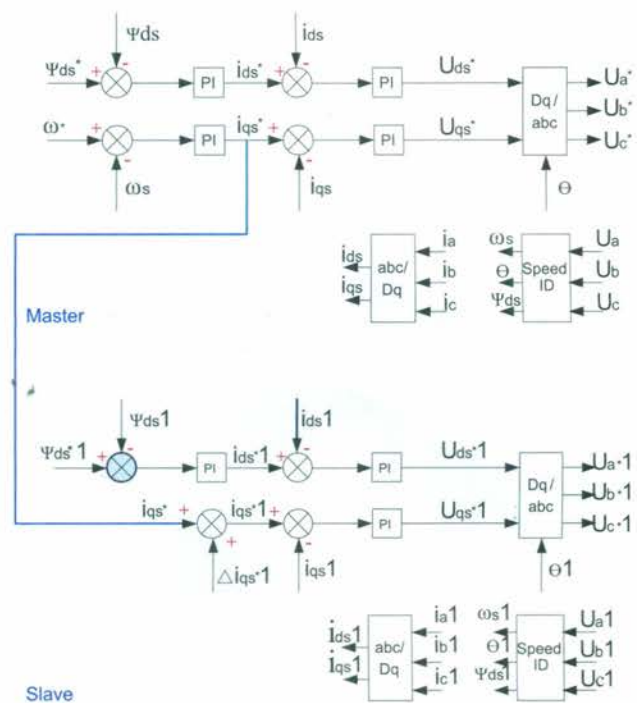 Ψds ids
Ψds* + - PI ids* + - PI Uds* Dq/ abc Ua*
Ub*
ω* + - PI iqs* + - PI Uqs* Uc*
ωs iqs Θ
ids iqs abc/ Dq ia ib ic
ωs Θ Ψds Speed ID Ua Ub Uc
Master
Ψds1 ids1
Ψds*1 + - PI ids*1 + - PI Uds*1 Dq/ abc Ua*1
Ub*1
iqs* + + iqs*1 + - PI Uqs*1 Uc*1
△iqs*1 iqs1 Θ1
ids1 iqs1 abc/ Dq ia1 ib1 ic1
ωs1 Θ1 Ψds1 Speed ID Ua1 Ub1 Uc1
Slave